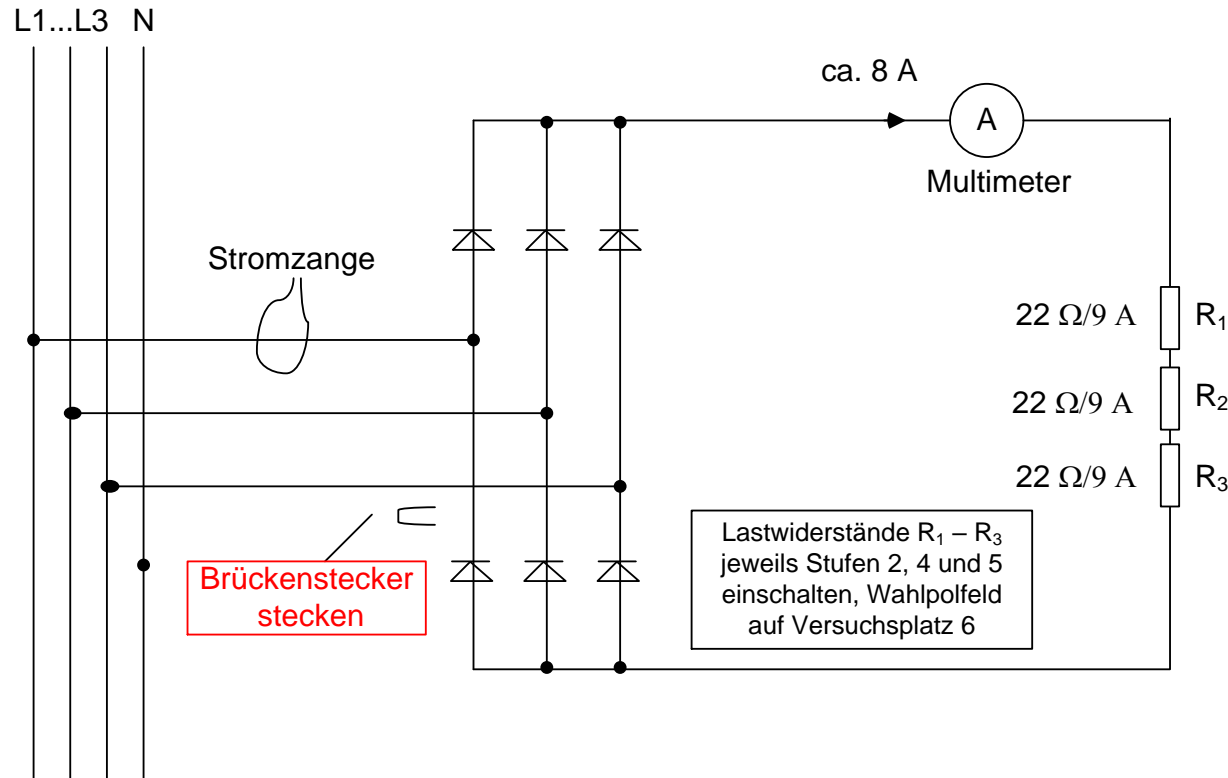 L1...L3 N
ca. 8 A
A
Multimeter
Stromzange
22 Ω/9 A R₁
22 Ω/9 A R₂
22 Ω/9 A R₃
Brückenstecker
stecken
Lastwiderstände R₁ – R₃
jeweils Stufen 2, 4 und 5
einschalten, Wahlpolfeld
auf Versuchsplatz 6